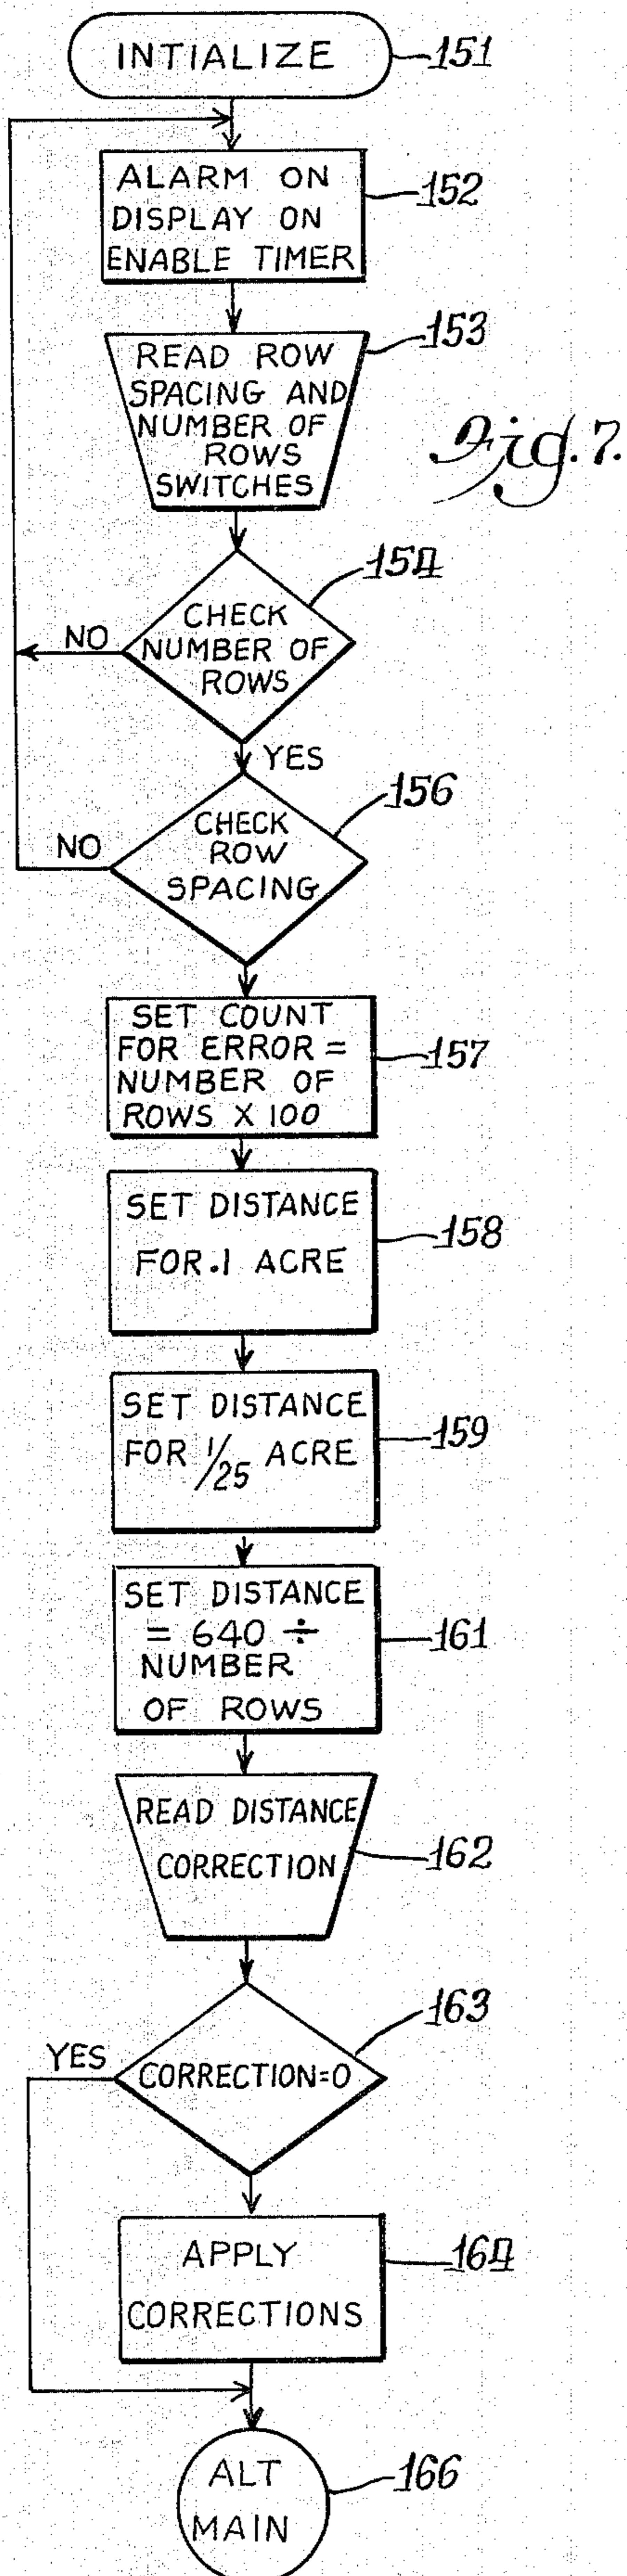 INTIALIZE
151
ALARM ON
DISPLAY ON
ENABLE TIMER
152
READ ROW
SPACING AND
NUMBER OF
ROWS
SWITCHES
153
Fig. 7.
CHECK
NUMBER OF
ROWS
154
NO
YES
CHECK
ROW
SPACING
156
NO
SET COUNT
FOR ERROR =
NUMBER OF
ROWS X 100
157
SET DISTANCE
FOR .1 ACRE
158
SET DISTANCE
FOR 1/25 ACRE
159
SET DISTANCE
= 640 ÷
NUMBER
OF ROWS
161
READ DISTANCE
CORRECTION
162
CORRECTION=0
163
YES
APPLY
CORRECTIONS
164
ALT
MAIN
166